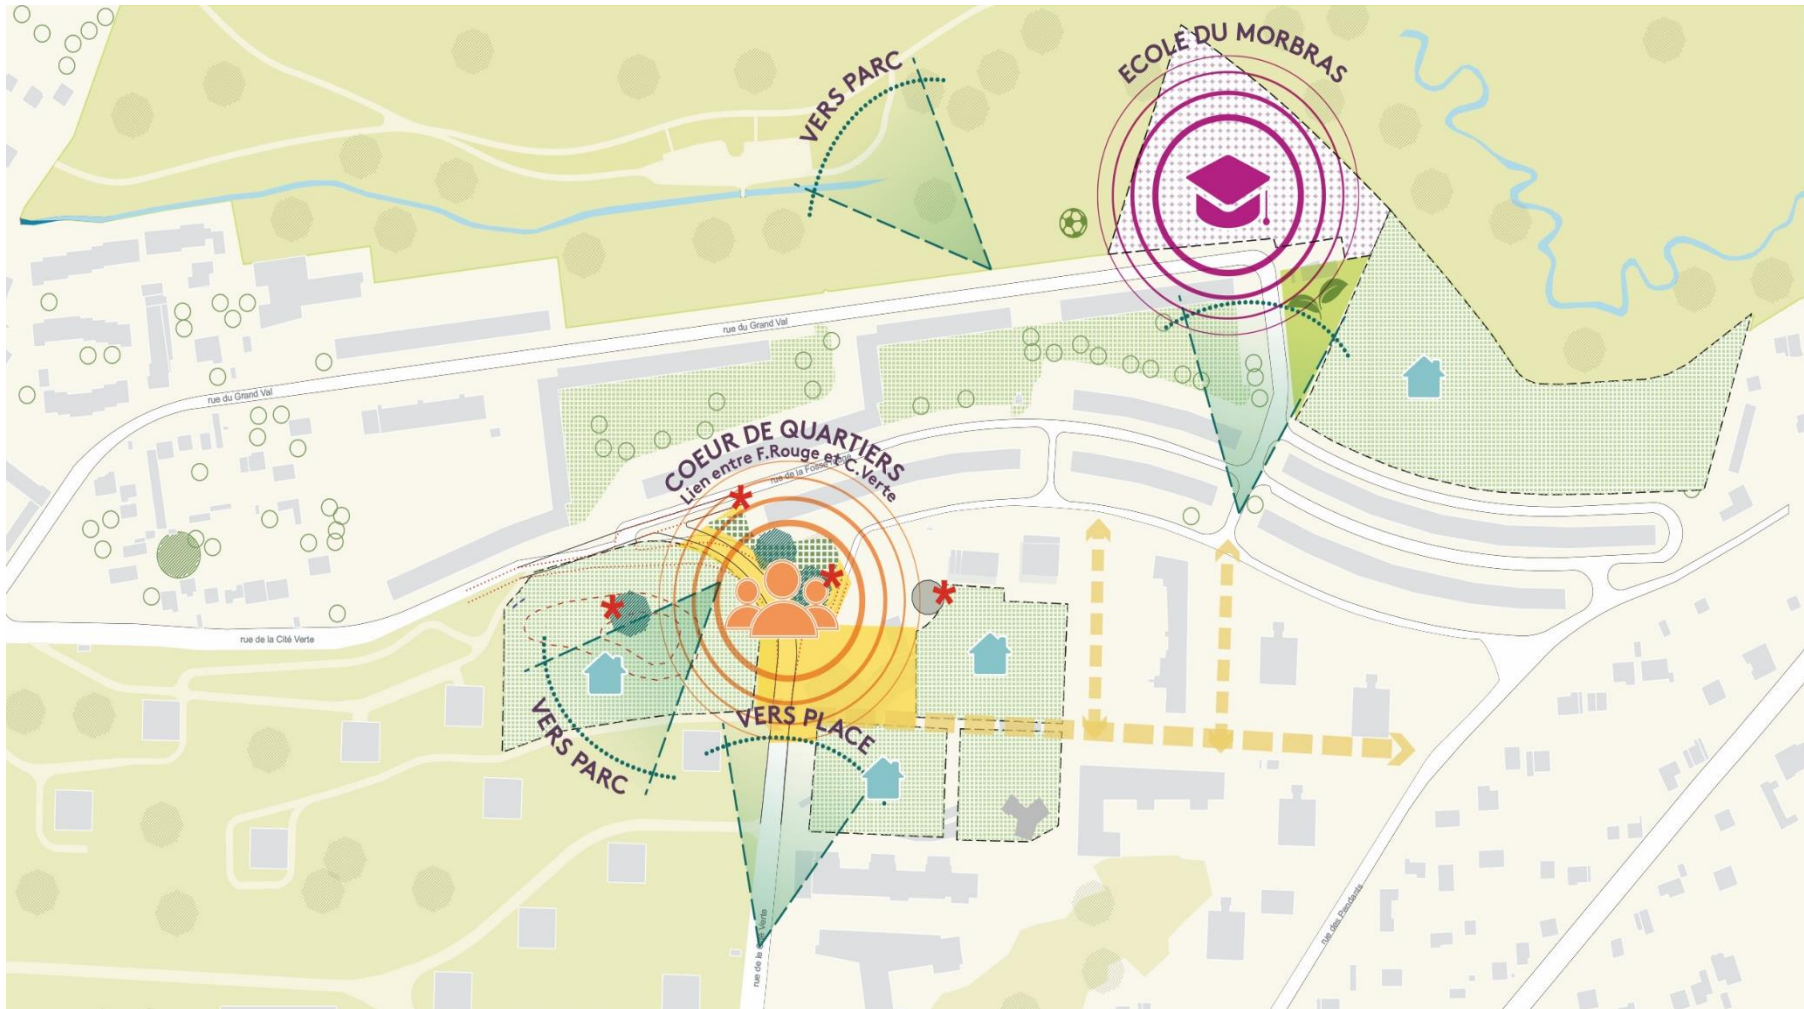 ECOLE DU MORBRAS
VERS PARC
rue du Grand Val
rue du Grand Val
COEUR DE QUARTIERS
Lien entre F.Rouge et C.Verte
rue de la Fosse Rouge
rue de la Cité Verte
VERS PARC
VERS PLACE
rue des Pendants
rue de la Cité Verte